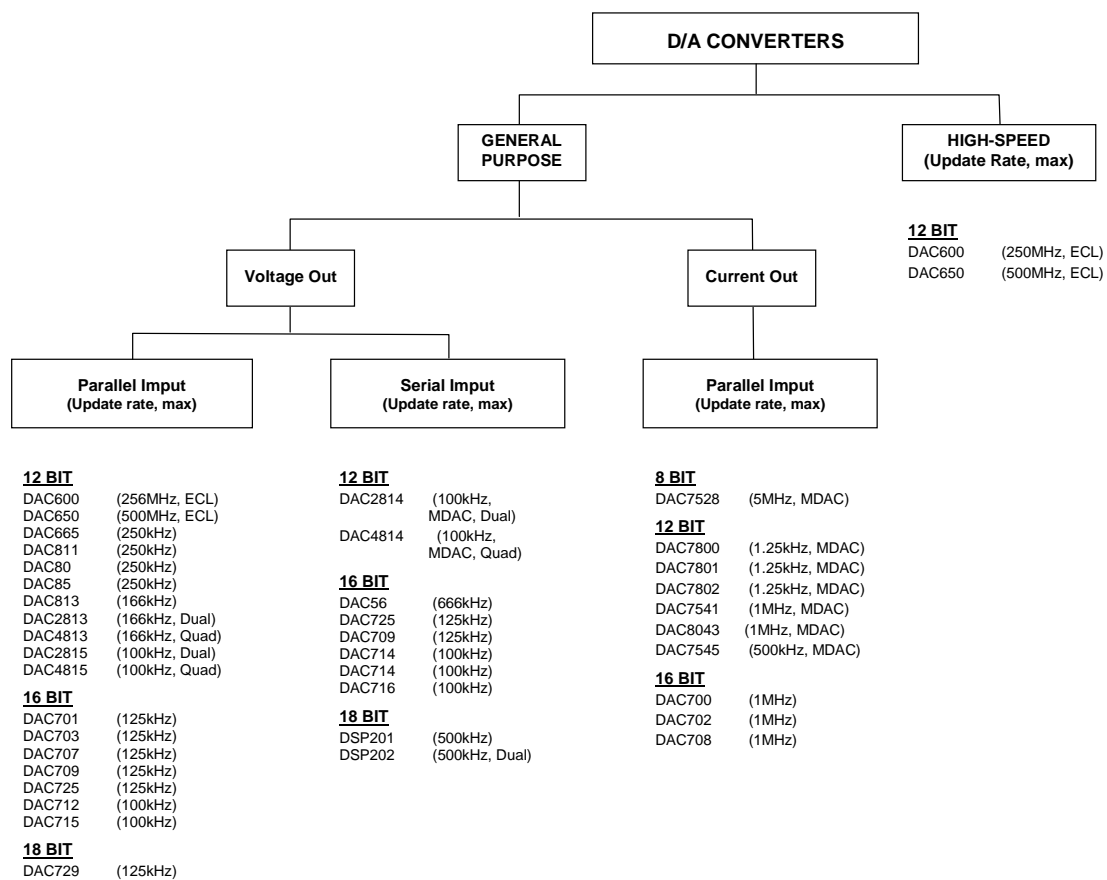 D/A CONVERTERS
GENERAL
PURPOSE
HIGH-SPEED
(Update Rate, max)
12 BIT
DAC600 (250MHz, ECL)
DAC650 (500MHz, ECL)
Voltage Out
Current Out
Parallel Imput
(Update rate, max)
Serial Imput
(Update rate, max)
Parallel Imput
(Update rate, max)
12 BIT
DAC600 (256MHz, ECL)
DAC650 (500MHz, ECL)
DAC665 (250kHz)
DAC811 (250kHz)
DAC80 (250kHz)
DAC85 (250kHz)
DAC813 (166kHz)
DAC2813 (166kHz, Dual)
DAC4813 (166kHz, Quad)
DAC2815 (100kHz, Dual)
DAC4815 (100kHz, Quad)
16 BIT
DAC701 (125kHz)
DAC703 (125kHz)
DAC707 (125kHz)
DAC709 (125kHz)
DAC725 (125kHz)
DAC712 (100kHz)
DAC715 (100kHz)
18 BIT
DAC729 (125kHz)
12 BIT
DAC2814 (100kHz,
MDAC, Dual)
DAC4814 (100kHz,
MDAC, Quad)
16 BIT
DAC56 (666kHz)
DAC725 (125kHz)
DAC709 (125kHz)
DAC714 (100kHz)
DAC714 (100kHz)
DAC716 (100kHz)
18 BIT
DSP201 (500kHz)
DSP202 (500kHz, Dual)
8 BIT
DAC7528 (5MHz, MDAC)
12 BIT
DAC7800 (1.25kHz, MDAC)
DAC7801 (1.25kHz, MDAC)
DAC7802 (1.25kHz, MDAC)
DAC7541 (1MHz, MDAC)
DAC8043 (1MHz, MDAC)
DAC7545 (500kHz, MDAC)
16 BIT
DAC700 (1MHz)
DAC702 (1MHz)
DAC708 (1MHz)